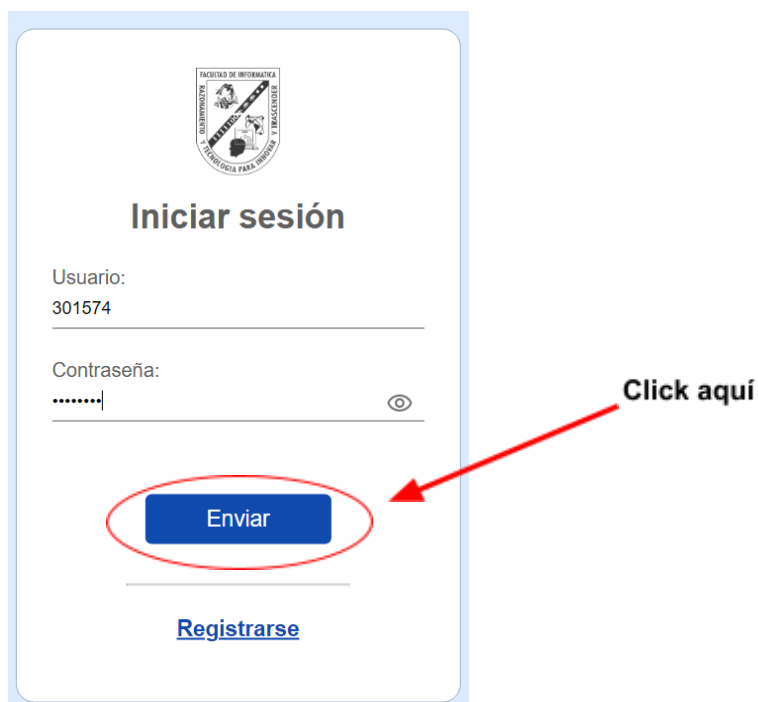 FACULTAD DE INFORMATICA
RAZONAMIENTO
Y TRASCENDER
Y TECNOLOGIA PARA INNOVAR
Iniciar sesión
Usuario:
301574
Contraseña:
••••••••
Click aquí
Enviar
Registrarse